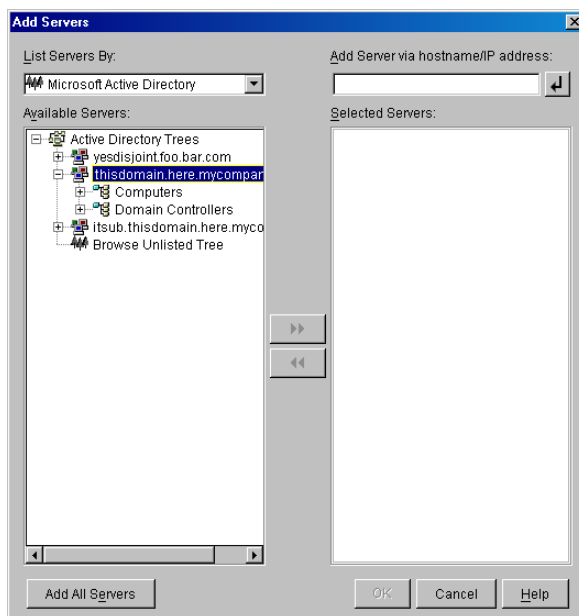 Add Servers
List Servers By:
Microsoft Active Directory
Add Server via hostname/IP address:
Available Servers:
Active Directory Trees
yesdisjoint.foo.bar.com
thisdomain.here.mycompar
Computers
Domain Controllers
itsub.thisdomain.here.myco
Browse Unlisted Tree
Selected Servers:
Add All Servers
OK
Cancel
Help